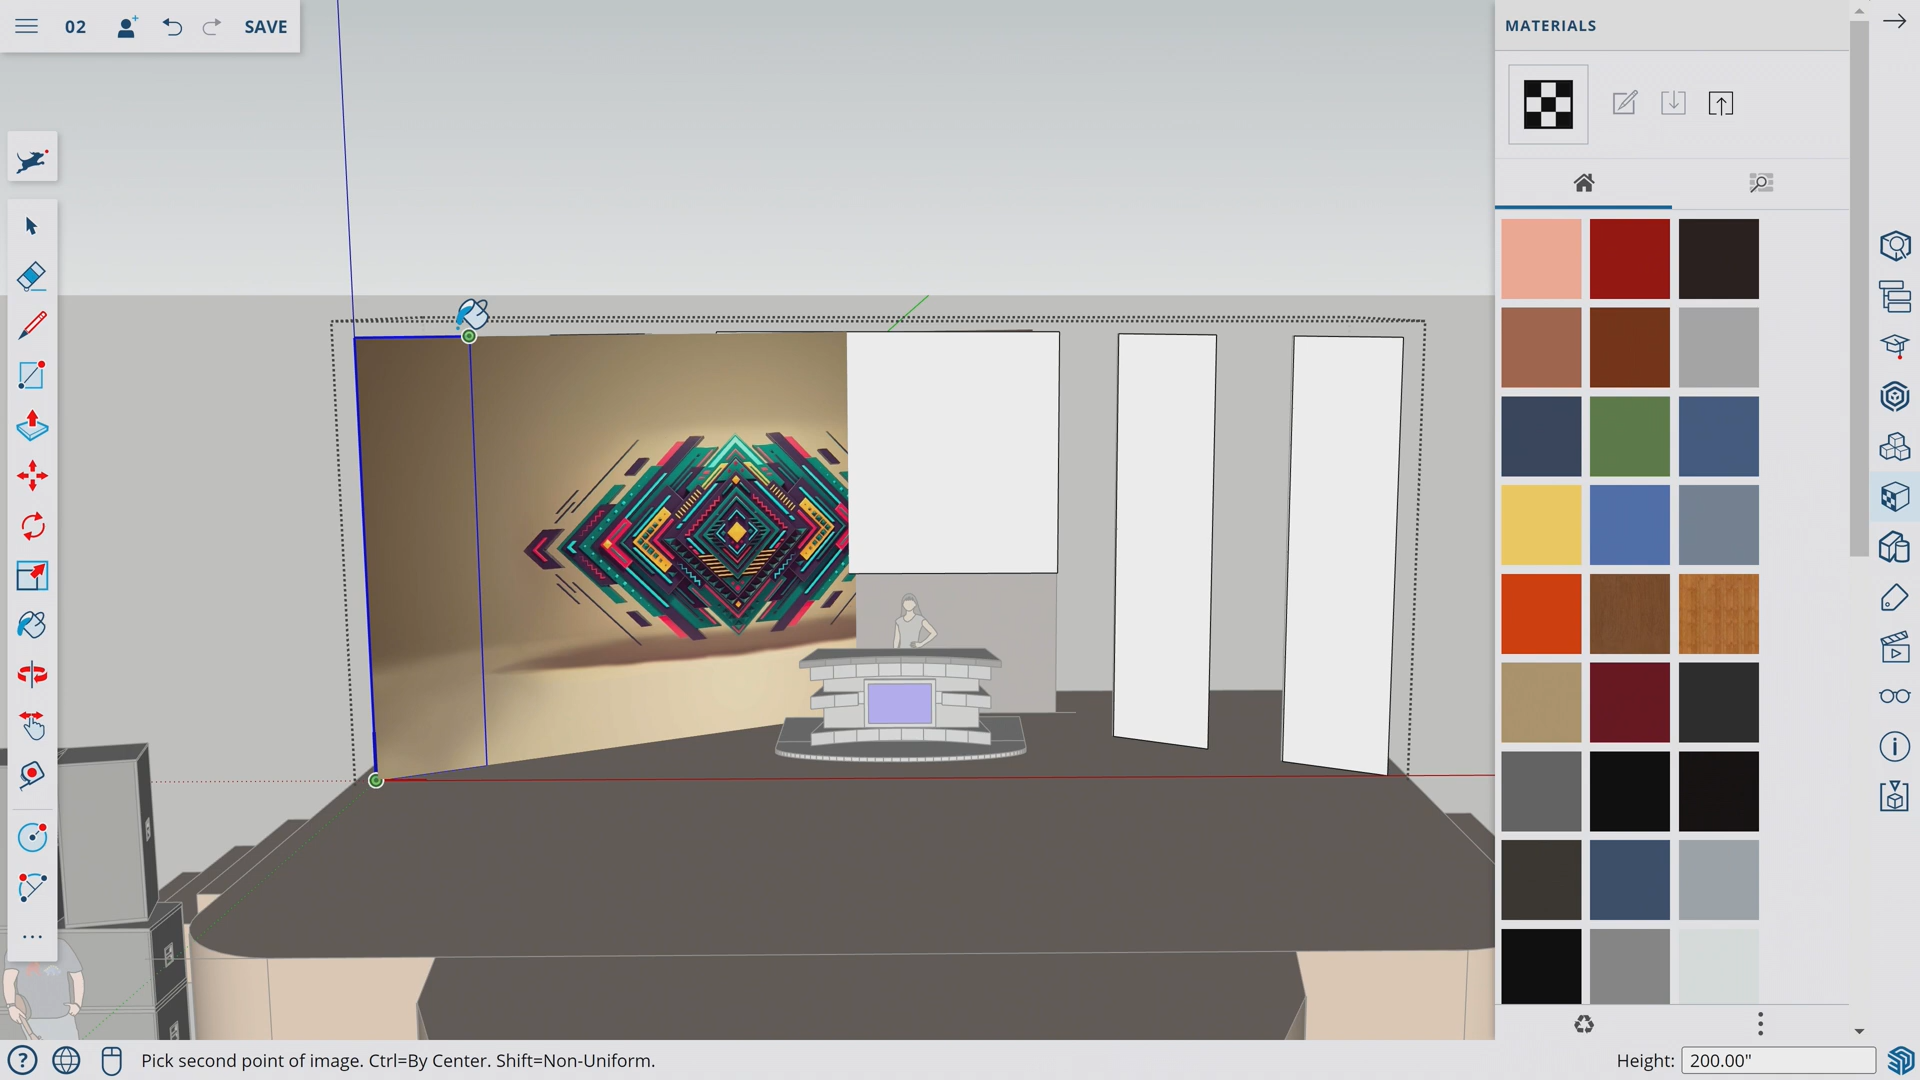 02
SAVE
MATERIALS
Pick second point of image. Ctrl=By Center. Shift=Non-Uniform.
Height: 200.00"